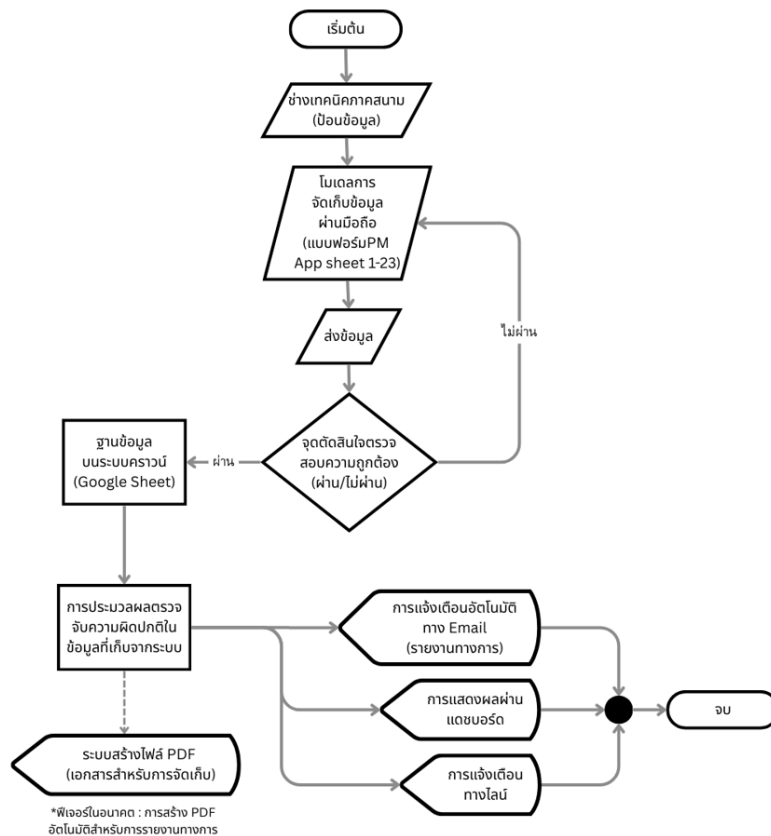 เริ่มต้น
ช่างเทคนิคภาคสนาม
(ป้อนข้อมูล)
โมเดลการ
จัดเก็บข้อมูล
ผ่านมือถือ
(แบบฟอร์มPM
App sheet 1-23)
ส่งข้อมูล
ไม่ผ่าน
จุดตัดสินใจตรวจ
สอบความถูกต้อง
(ผ่าน/ไม่ผ่าน)
ผ่าน
ฐานข้อมูล
บนระบบคราวน์
(Google Sheet)
การประมวลผลตรวจ
จับความผิดปกติใน
ข้อมูลที่เก็บจากระบบ
การแจ้งเตือนอัตโนมัติ
ทาง Email
(รายงานทางการ)
การแสดงผลผ่าน
แดชบอร์ด
จบ
การแจ้งเตือน
ทางไลน์
ระบบสร้างไฟล์ PDF
(เอกสารสำหรับการจัดเก็บ)
*ฟีเจอร์ในอนาคต : การสร้าง PDF
อัตโนมัติสำหรับการรายงานทางการ